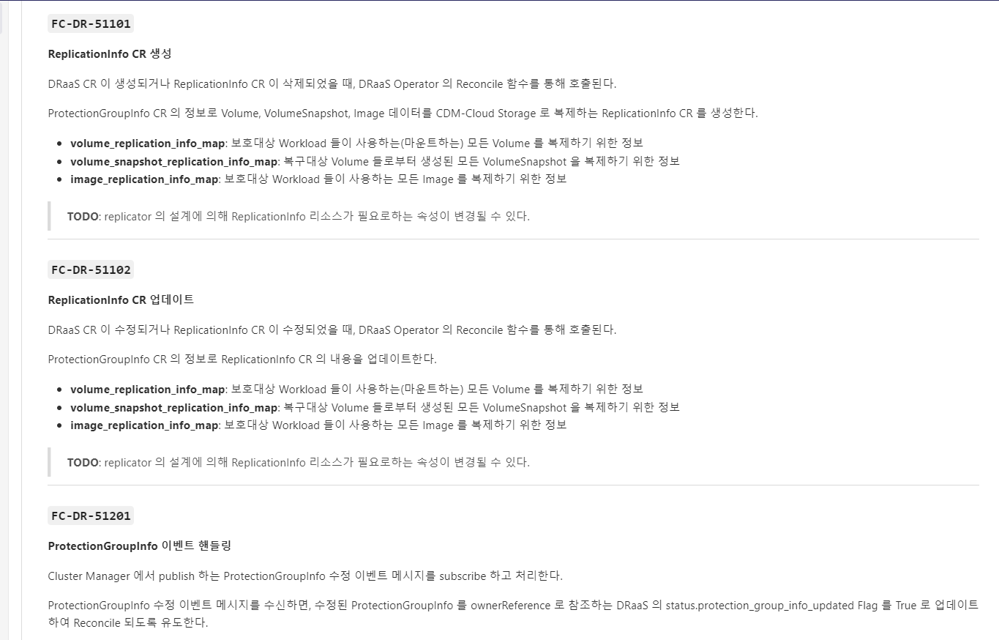 FC-DR-51101
ReplicationInfo CR 생성
DRaaS CR 이 생성되거나 ReplicationInfo CR 이 삭제되었을 때, DRaaS Operator 의 Reconcile 함수를 통해 호출된다.
ProtectionGroupInfo CR 의 정보로 Volume, VolumeSnapshot, Image 데이터를 CDM-Cloud Storage 로 복제하는 ReplicationInfo CR 를 생성한다.
• volume_replication_info_map: 보호대상 Workload 들이 사용하는(마운트하는) 모든 Volume 를 복제하기 위한 정보
• volume_snapshot_replication_info_map: 복구대상 Volume 들로부터 생성된 모든 VolumeSnapshot 을 복제하기 위한 정보
• image_replication_info_map: 보호대상 Workload 들이 사용하는 모든 Image 를 복제하기 위한 정보
TODO: replicator 의 설계에 의해 ReplicationInfo 리소스가 필요로하는 속성이 변경될 수 있다.
FC-DR-51102
ReplicationInfo CR 업데이트
DRaaS CR 이 수정되거나 ReplicationInfo CR 이 수정되었을 때, DRaaS Operator 의 Reconcile 함수를 통해 호출된다.
ProtectionGroupInfo CR 의 정보로 ReplicationInfo CR 의 내용을 업데이트한다.
• volume_replication_info_map: 보호대상 Workload 들이 사용하는(마운트하는) 모든 Volume 를 복제하기 위한 정보
• volume_snapshot_replication_info_map: 복구대상 Volume 들로부터 생성된 모든 VolumeSnapshot 을 복제하기 위한 정보
• image_replication_info_map: 보호대상 Workload 들이 사용하는 모든 Image 를 복제하기 위한 정보
TODO: replicator 의 설계에 의해 ReplicationInfo 리소스가 필요로하는 속성이 변경될 수 있다.
FC-DR-51201
ProtectionGroupInfo 이벤트 핸들링
Cluster Manager 에서 publish 하는 ProtectionGroupInfo 수정 이벤트 메시지를 subscribe 하고 처리한다.
ProtectionGroupInfo 수정 이벤트 메시지를 수신하면, 수정된 ProtectionGroupInfo 를 ownerReference 로 참조하는 DRaaS 의 status.protection_group_info_updated Flag 를 True 로 업데이트
하여 Reconcile 되도록 유도한다.